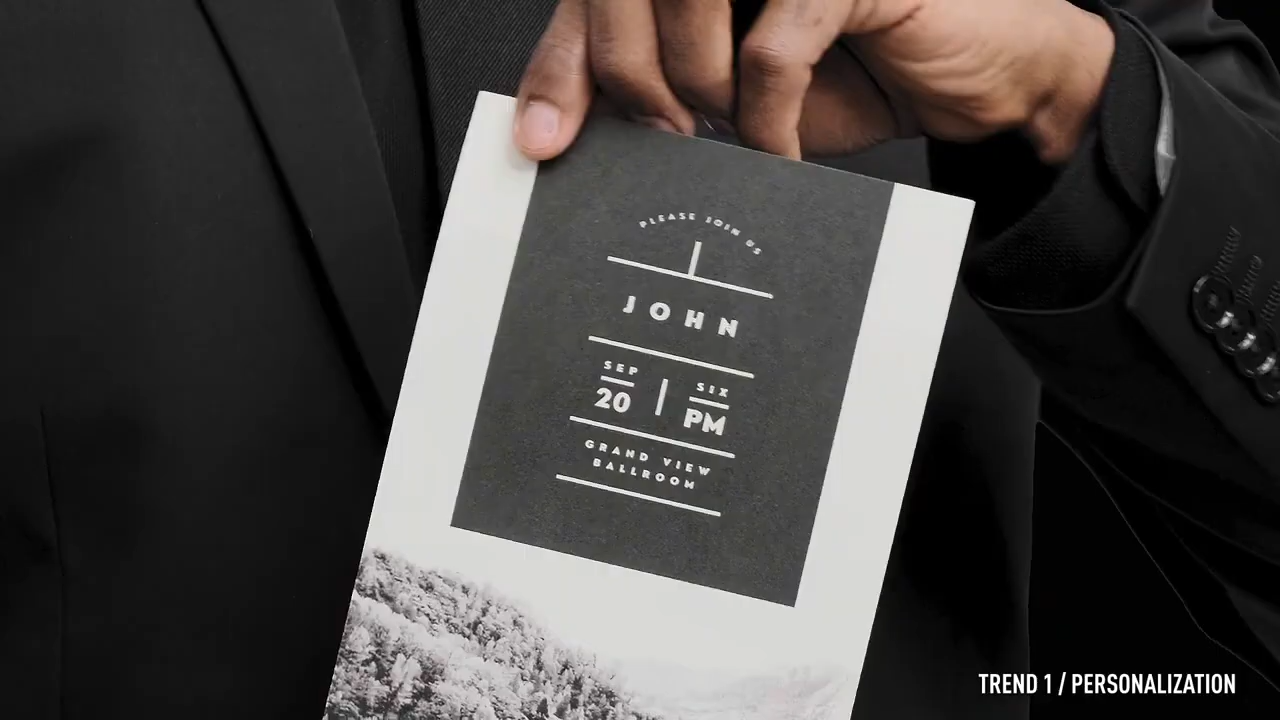 PLEASE JOIN US
JOHN
SEP
20
SIX
PM
GRAND VIEW
BALLROOM
TREND 1 / PERSONALIZATION